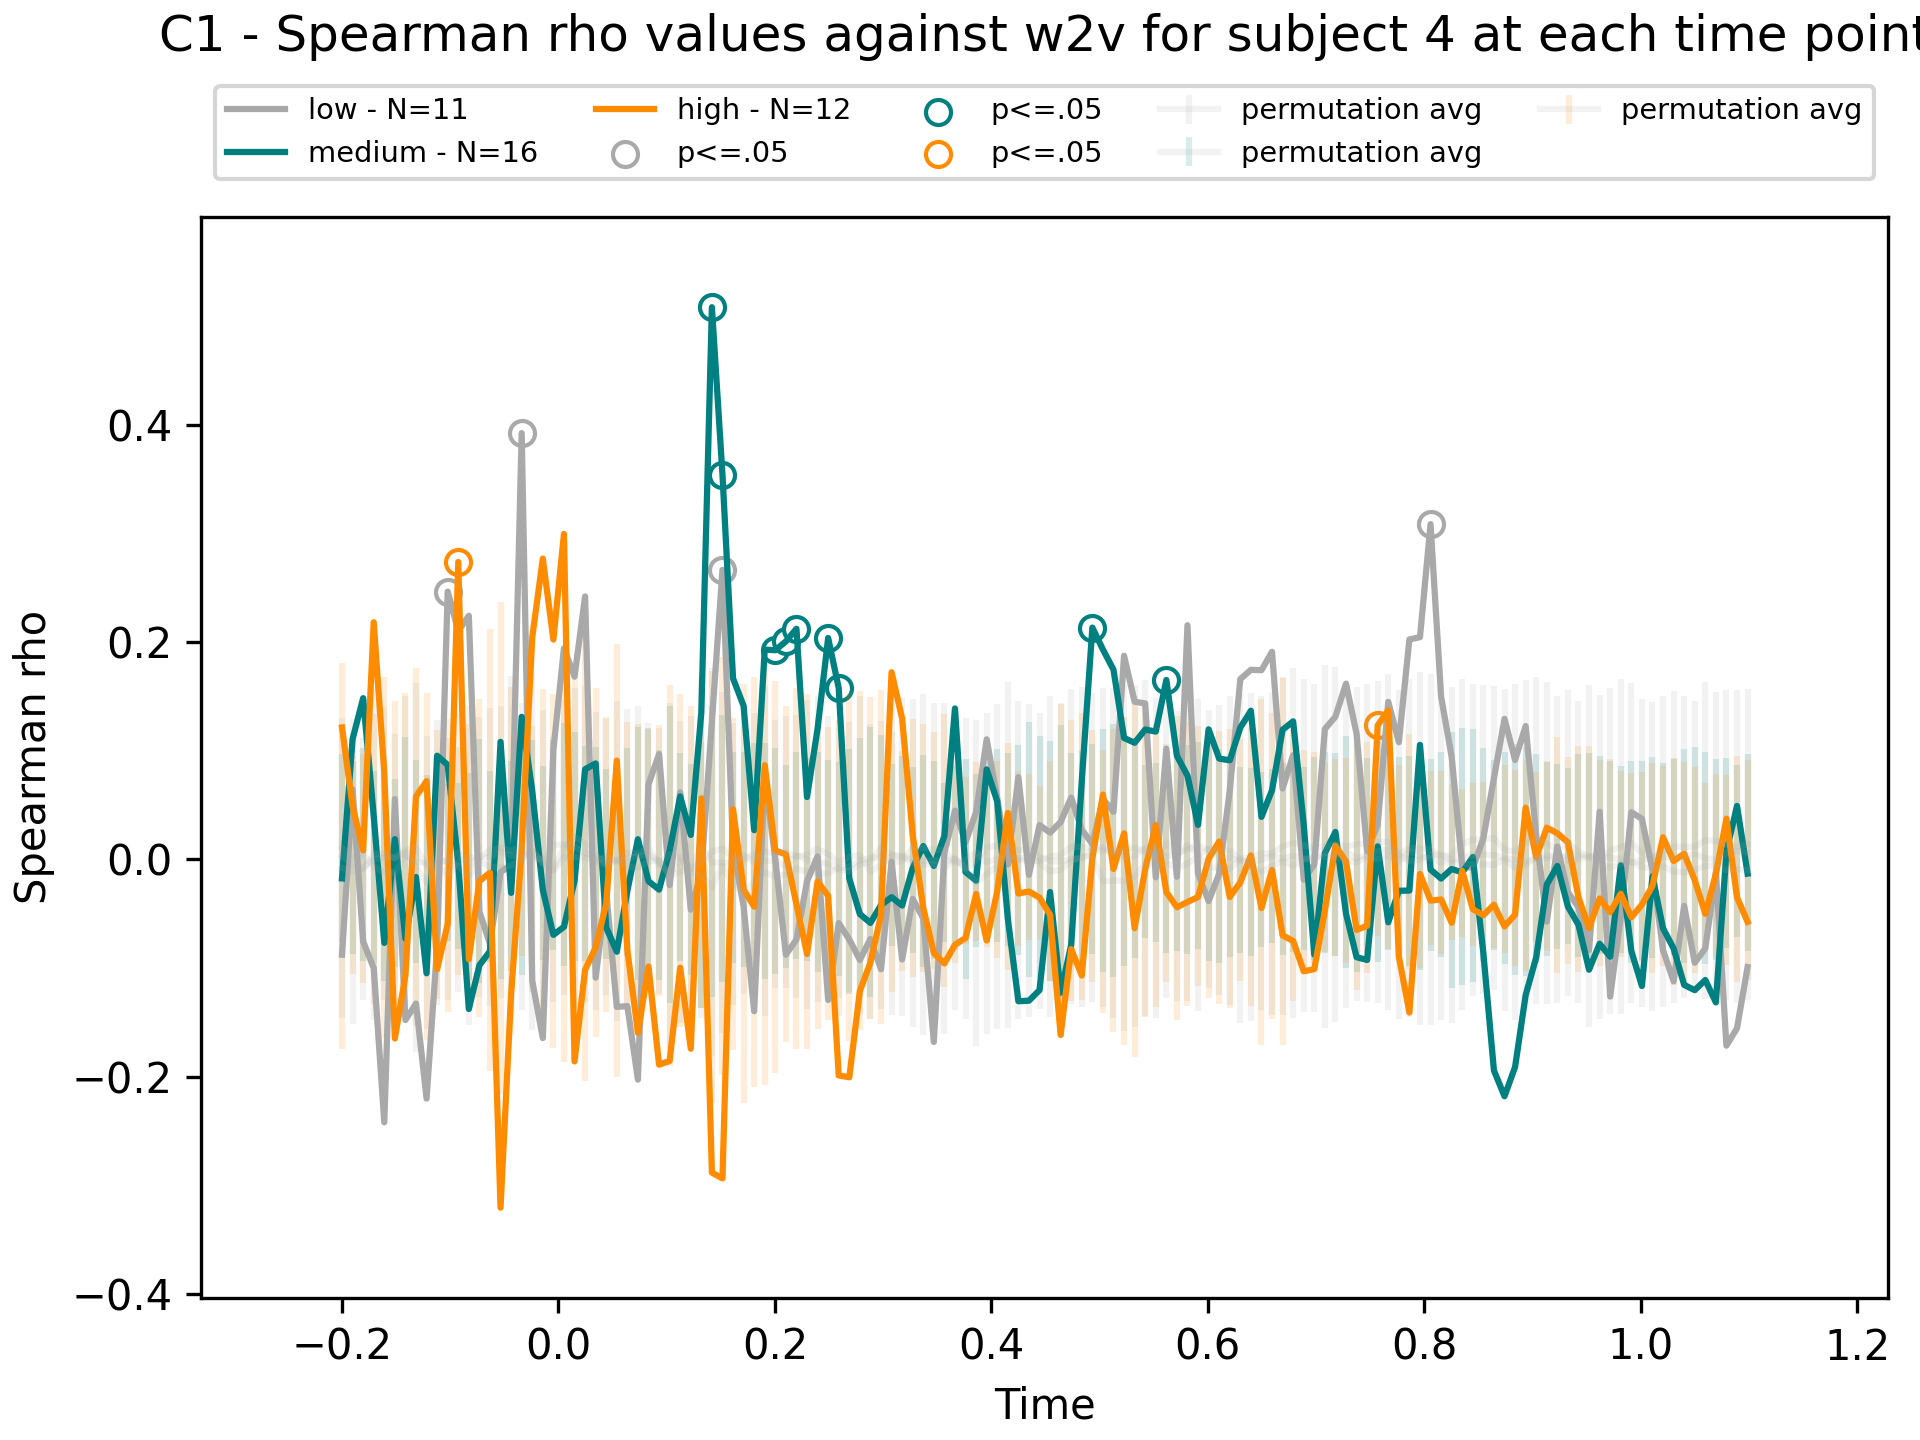 C1 - Spearman rho values against w2v for subject 4 at each time point
low - N=11
high - N=12
p<=.05
permutation avg
permutation avg
medium - N=16
p<=.05
p<=.05
permutation avg
0.4
0.2
0.0
−0.2
−0.4
Spearman rho
−0.2 0.0 0.2 0.4 0.6 0.8 1.0 1.2
Time